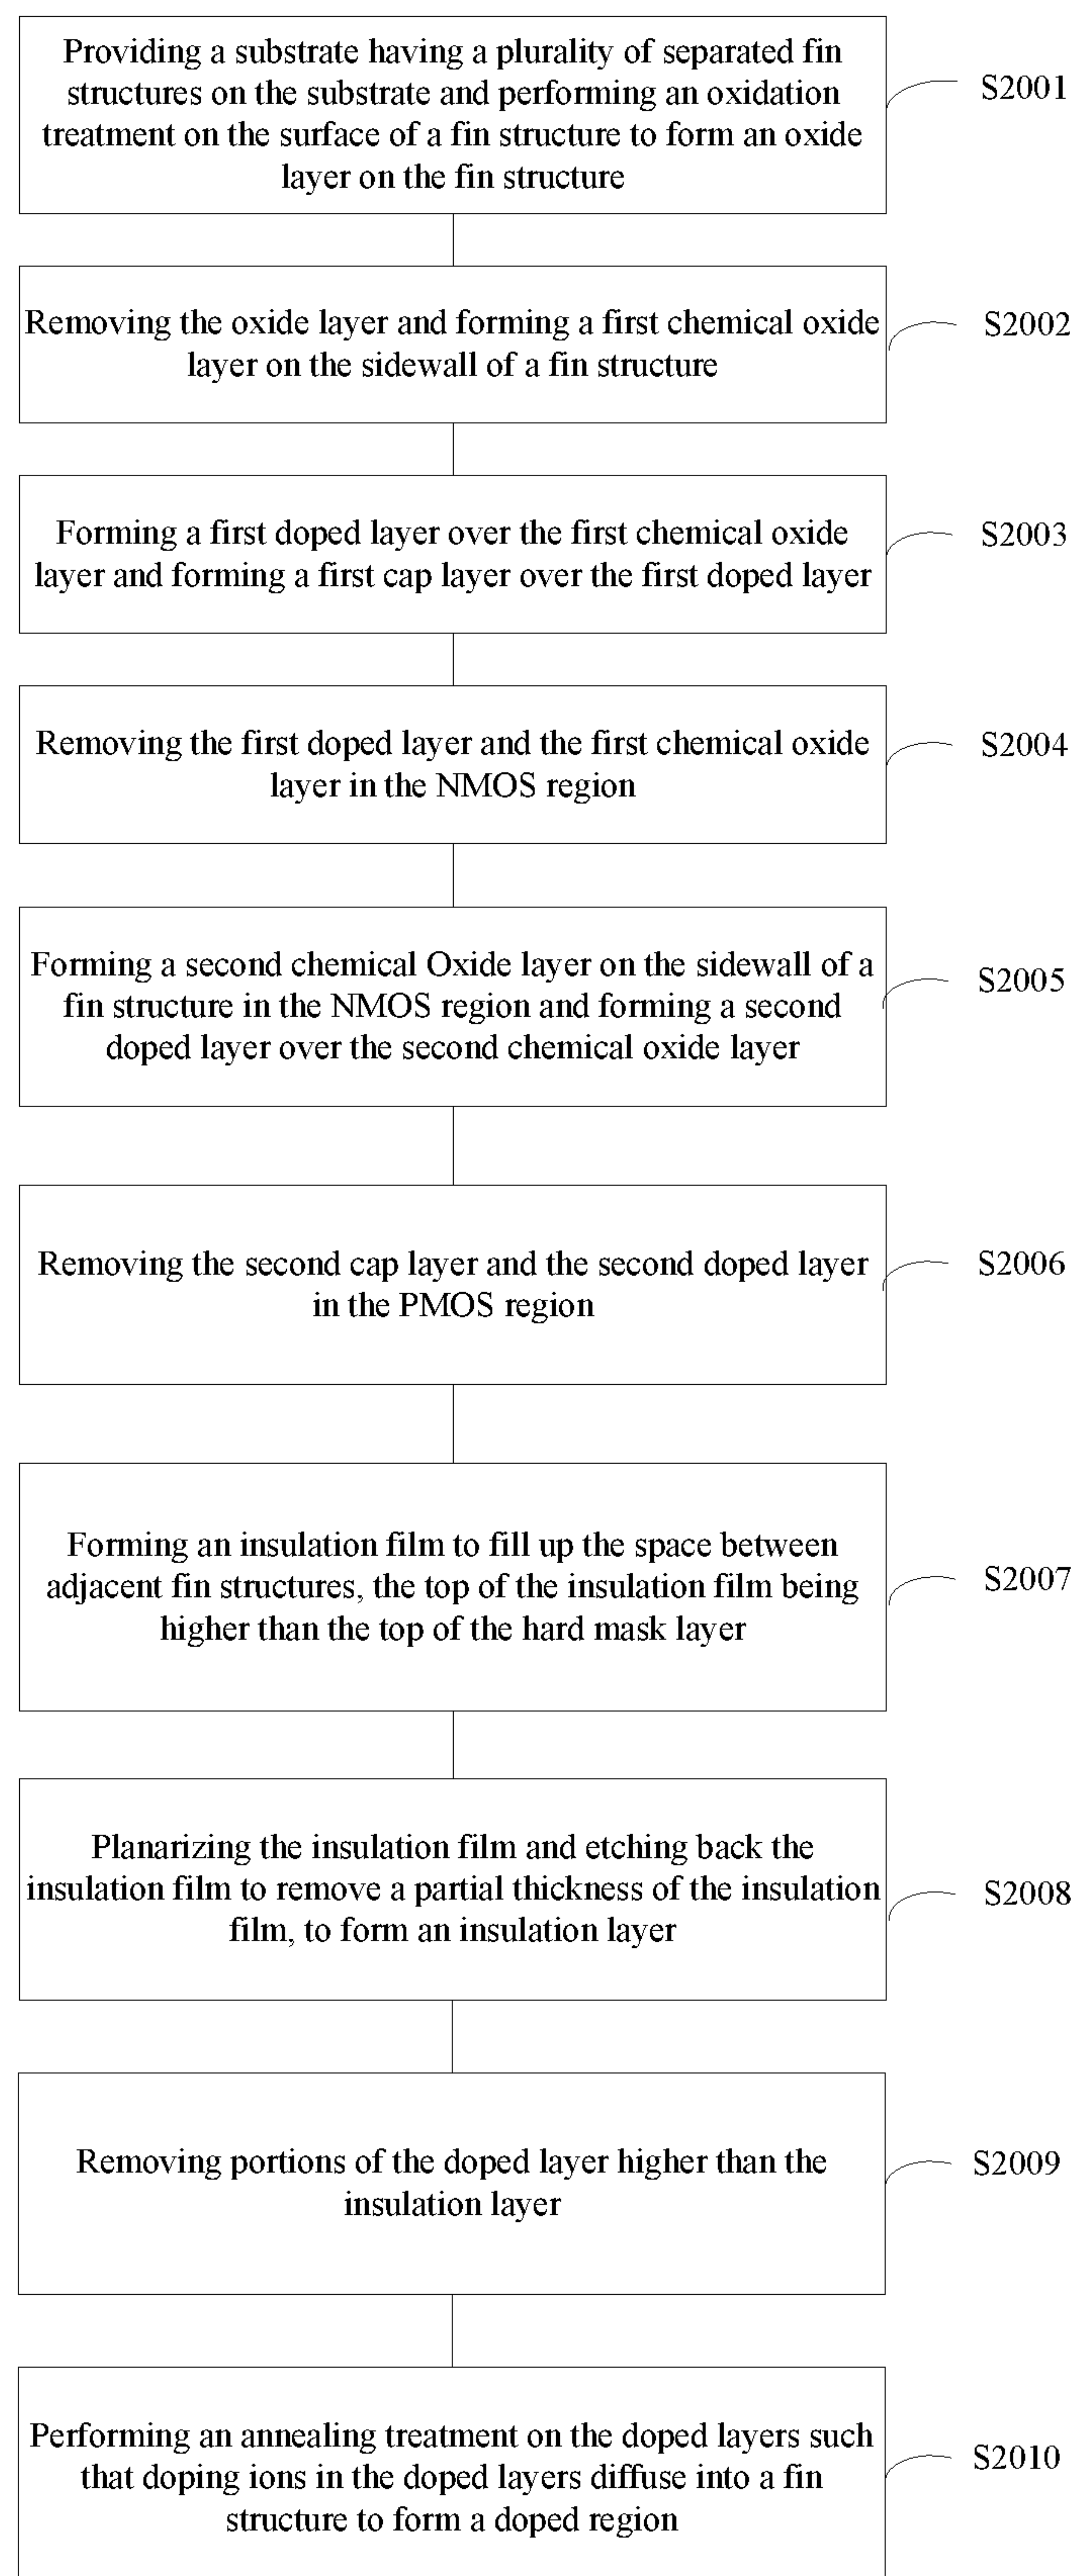 Providing a substrate having a plurality of separated fin
structures on the substrate and performing an oxidation
treatment on the surface of a fin structure to form an oxide
layer on the fin structure
S2001
Removing the oxide layer and forming a first chemical oxide
layer on the sidewall of a fin structure
S2002
Forming a first doped layer over the first chemical oxide
layer and forming a first cap layer over the first doped layer
S2003
Removing the first doped layer and the first chemical oxide
layer in the NMOS region
S2004
Forming a second chemical Oxide layer on the sidewall of a
fin structure in the NMOS region and forming a second
doped layer over the second chemical oxide layer
S2005
Removing the second cap layer and the second doped layer
in the PMOS region
S2006
Forming an insulation film to fill up the space between
adjacent fin structures, the top of the insulation film being
higher than the top of the hard mask layer
S2007
Planarizing the insulation film and etching back the
insulation film to remove a partial thickness of the insulation
film, to form an insulation layer
S2008
Removing portions of the doped layer higher than the
insulation layer
S2009
Performing an annealing treatment on the doped layers such
that doping ions in the doped layers diffuse into a fin
structure to form a doped region
S2010